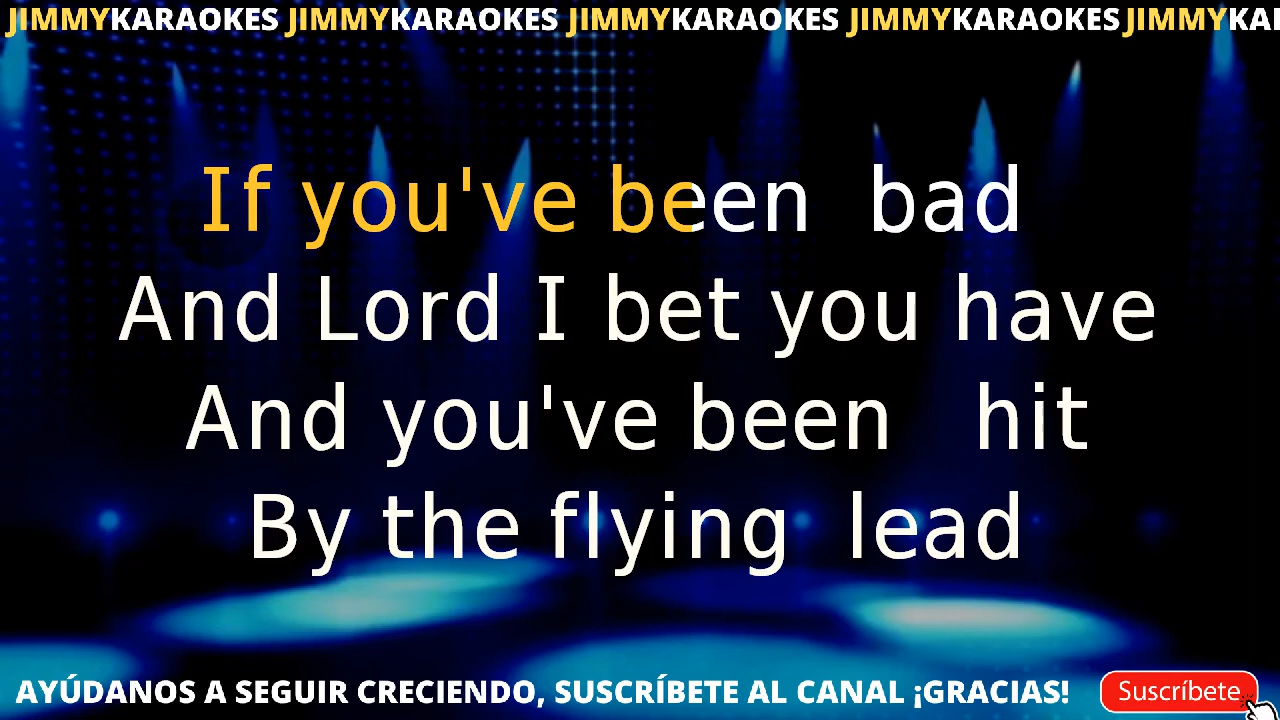 JIMMYKARAOKES JIMMYKARAOKES JIMMYKARAOKES JIMMYKARAOKES JIMMYKAI
If you've been bad
And Lord I bet you have
And you've been hit
By the flying lead
AYÚDANOS A SEGUIR CRECIENDO, SUSCRÍBETE AL CANAL ¡GRACIAS! Suscríbete